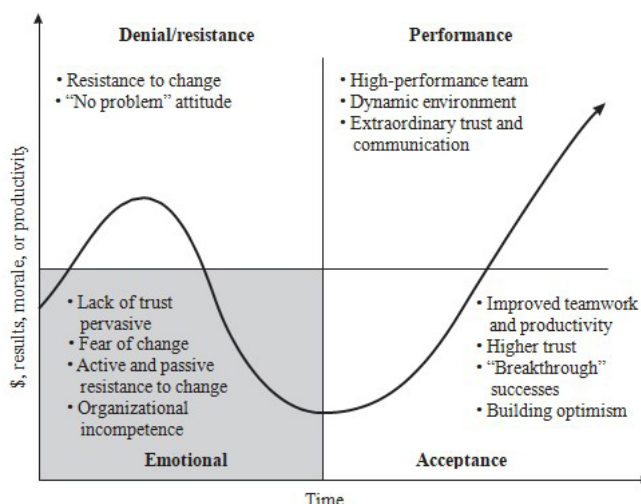 Denial/resistance
• Resistance to change
• “No problem” attitude
Performance
• High-performance team
• Dynamic environment
• Extraordinary trust and
communication
$, results, morale, or productivity
• Lack of trust
pervasive
• Fear of change
• Active and passive
resistance to change
• Organizational
incompetence
Emotional
• Improved teamwork
and productivity
• Higher trust
• “Breakthrough”
successes
• Building optimism
Acceptance
Time